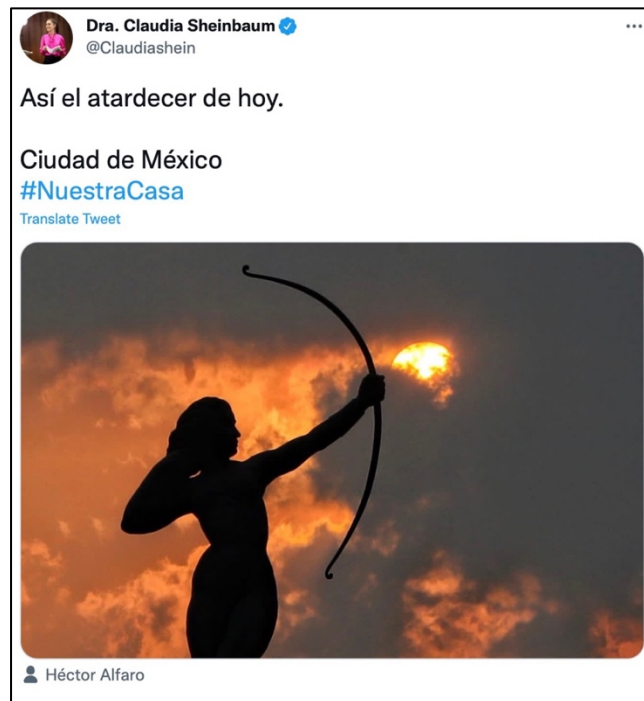 Dra. Claudia Sheinbaum
@Claudiashein
Así el atardecer de hoy.
Ciudad de México
#NuestraCasa
Translate Tweet
Héctor Alfaro